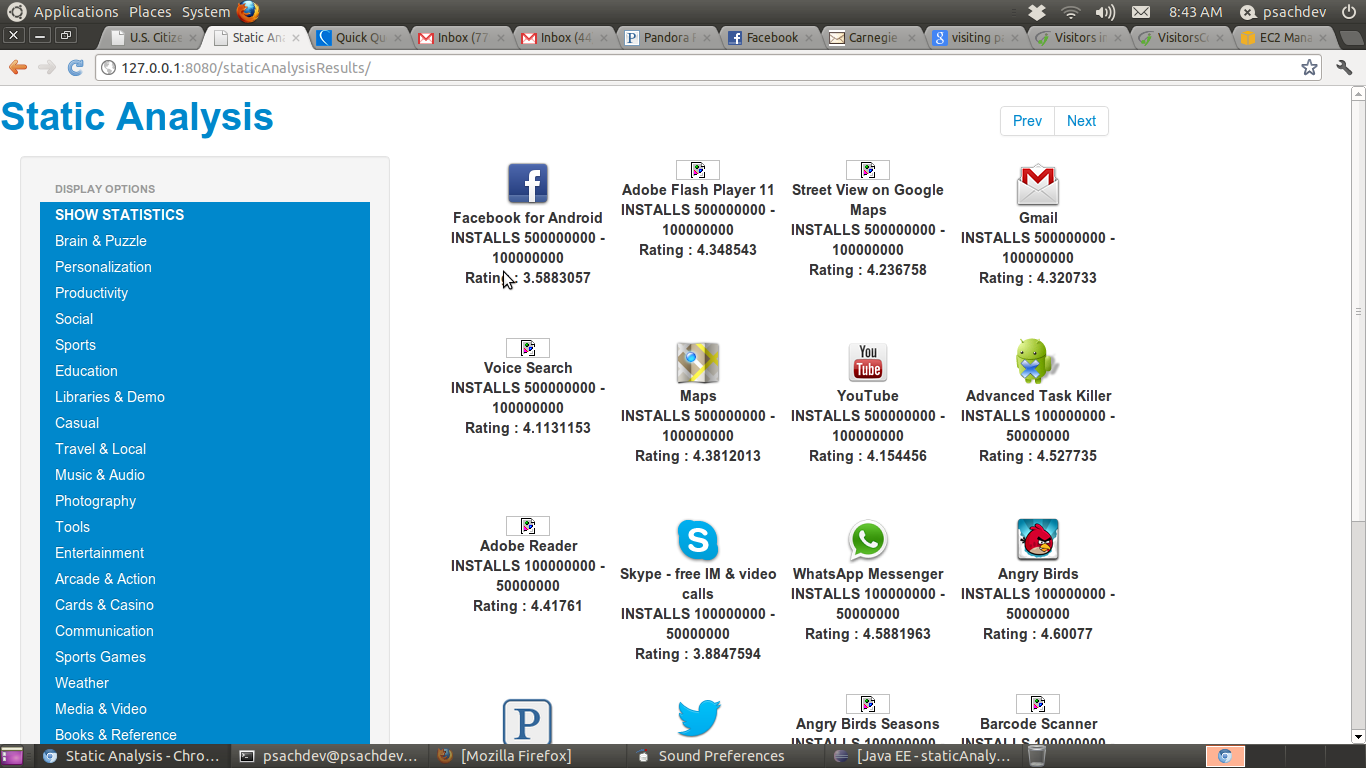 Applications Places System
8:43 AM psachdev
U.S. Citize
Static Ana
Quick Qu
Inbox (77
Inbox (44
Pandora
Facebook
Carnegie
visiting pa
Visitors in
VisitorsCo
EC2 Mana
127.0.0.1:8080/staticAnalysisResults/
Static Analysis
Prev Next
DISPLAY OPTIONS
SHOW STATISTICS
Brain & Puzzle
Personalization
Productivity
Social
Sports
Education
Libraries & Demo
Casual
Travel & Local
Music & Audio
Photography
Tools
Entertainment
Arcade & Action
Cards & Casino
Communication
Sports Games
Weather
Media & Video
Books & Reference
Facebook for Android
INSTALLS 500000000 -
100000000
Rating : 3.5883057
Adobe Flash Player 11
INSTALLS 500000000 -
100000000
Rating : 4.348543
Street View on Google
Maps
INSTALLS 500000000 -
100000000
Rating : 4.236758
Gmail
INSTALLS 500000000 -
100000000
Rating : 4.320733
Voice Search
INSTALLS 500000000 -
100000000
Rating : 4.1131153
Maps
INSTALLS 500000000 -
100000000
Rating : 4.3812013
You
Tube
YouTube
INSTALLS 500000000 -
100000000
Rating : 4.154456
Advanced Task Killer
INSTALLS 100000000 -
50000000
Rating : 4.527735
Adobe Reader
INSTALLS 100000000 -
50000000
Rating : 4.41761
Skype - free IM & video
calls
INSTALLS 100000000 -
50000000
Rating : 3.8847594
WhatsApp Messenger
INSTALLS 100000000 -
50000000
Rating : 4.5881963
Angry Birds
INSTALLS 100000000 -
50000000
Rating : 4.60077
P
Angry Birds Seasons
INSTALLS 100000000 -
Barcode Scanner
INSTALLS 100000000 -
Static Analysis - Chro...
psachdev@psachdev...
[Mozilla Firefox]
Sound Preferences
[Java EE - staticAnaly...